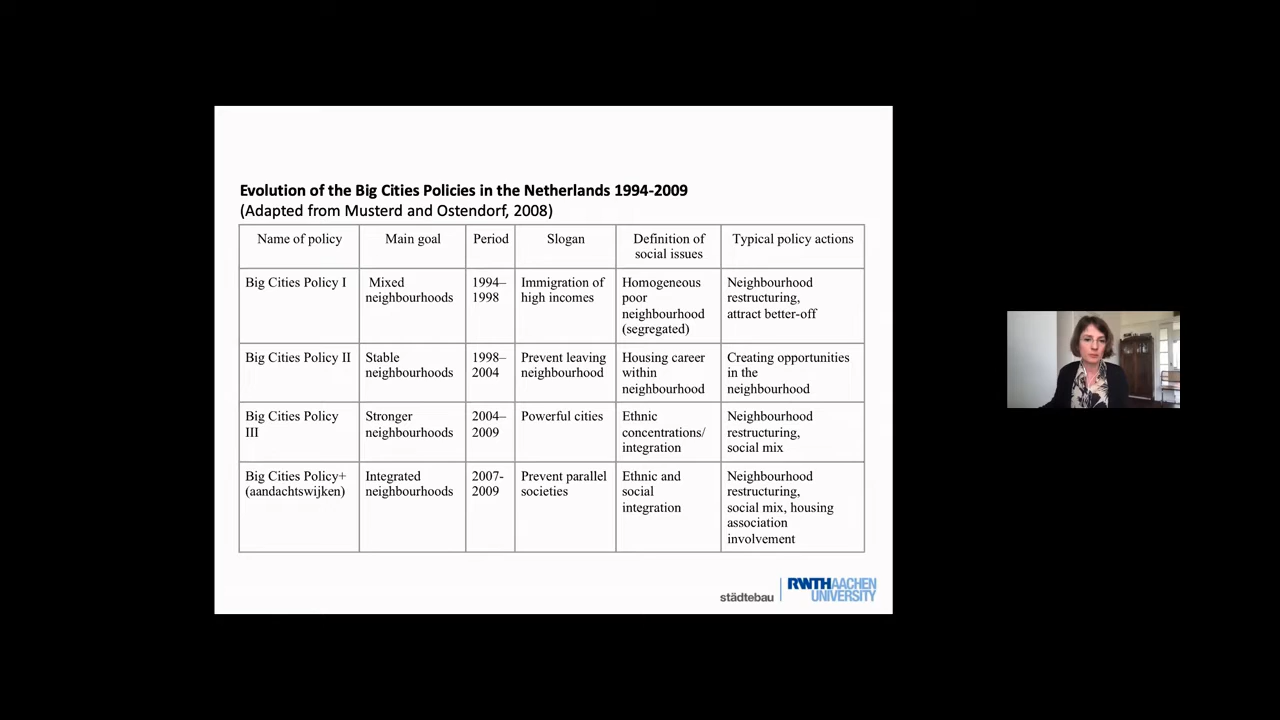 Evolution of the Big Cities Policies in the Netherlands 1994-2009
(Adapted from Musterd and Ostendorf, 2008)
Name of policy
Main goal
Period
Slogan
Definition of
social issues
Typical policy actions
Big Cities Policy I
Mixed
neighbourhoods
1994–
1998
Immigration of
high incomes
Homogeneous
poor
neighbourhood
(segregated)
Neighbourhood
restructuring,
attract better-off
Big Cities Policy II
Stable
neighbourhoods
1998–
2004
Prevent leaving
neighbourhood
Housing career
within
neighbourhood
Creating opportunities
in the
neighbourhood
Big Cities Policy
III
Stronger
neighbourhoods
2004–
2009
Powerful cities
Ethnic
concentrations/
integration
Neighbourhood
restructuring,
social mix
Big Cities Policy+
(aandachtswijken)
Integrated
neighbourhoods
2007-
2009
Prevent parallel
societies
Ethnic and
social
integration
Neighbourhood
restructuring,
social mix, housing
association
involvement
städtebau
RWTHAACHEN
UNIVERSITY